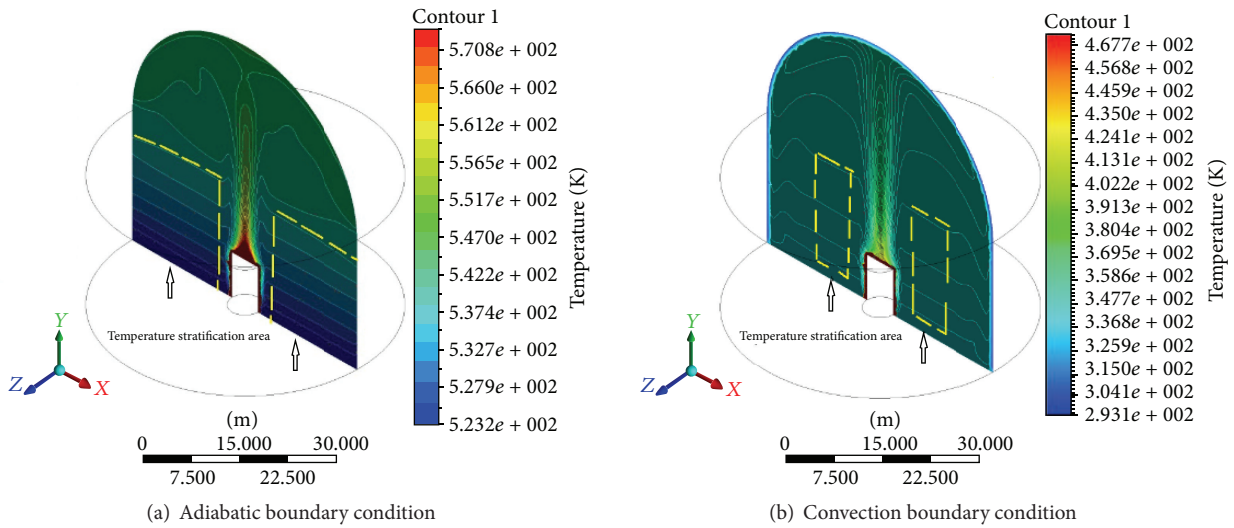 Contour 1
5.708e + 002
5.660e + 002
5.612e + 002
5.565e + 002
5.517e + 002
5.470e + 002
5.422e + 002
5.374e + 002
5.327e + 002
5.279e + 002
5.232e + 002
Temperature (K)
Temperature stratification area
Y
Z
X
(m)
0 15.000 30.000
7.500 22.500
(a) Adiabatic boundary condition
Contour 1
4.677e + 002
4.568e + 002
4.459e + 002
4.350e + 002
4.241e + 002
4.131e + 002
4.022e + 002
3.913e + 002
3.804e + 002
3.695e + 002
3.586e + 002
3.477e + 002
3.368e + 002
3.259e + 002
3.150e + 002
3.041e + 002
2.931e + 002
Temperature (K)
Temperature stratification area
Y
Z
X
(m)
0 15.000 30.000
7.500 22.500
(b) Convection boundary condition